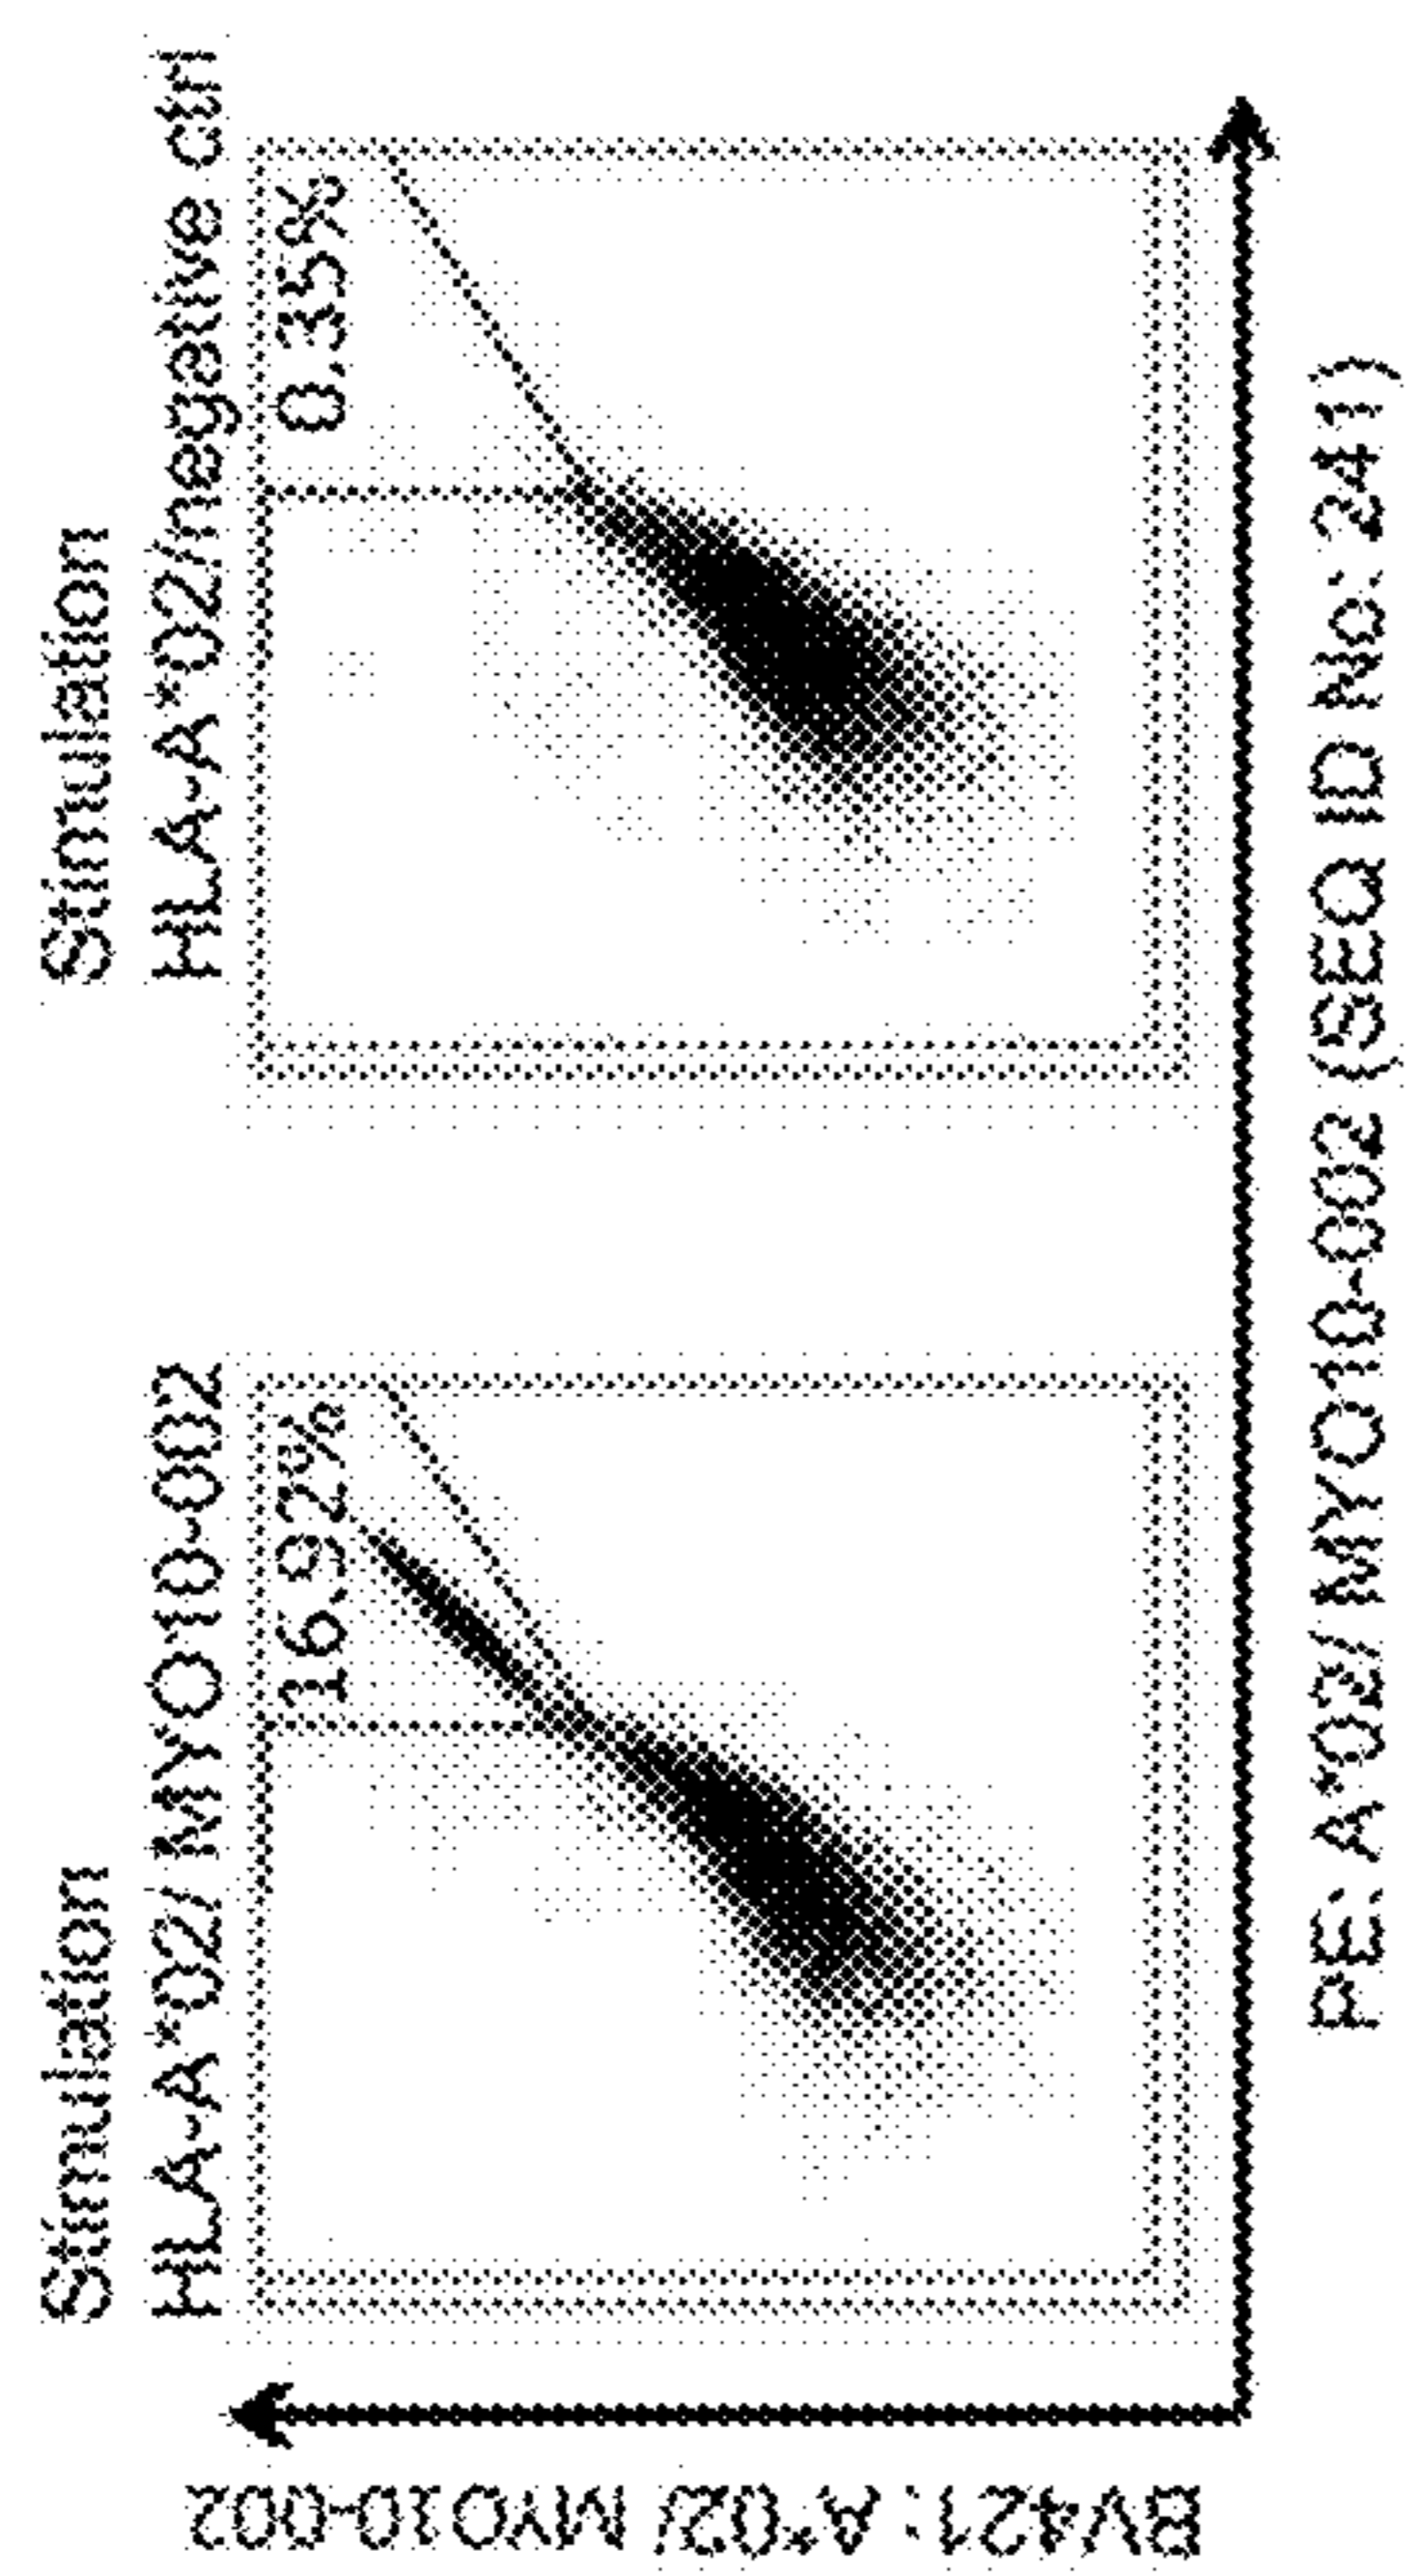 Stimulation
HLA-A*02/ MYO10-002
16.92%
Stimulation
HLA-A*02/negative ctrl
0.35%
BV421: A*02/ MYO10-002
PE: A*02/ MYO10-002 (SEQ ID No: 241)